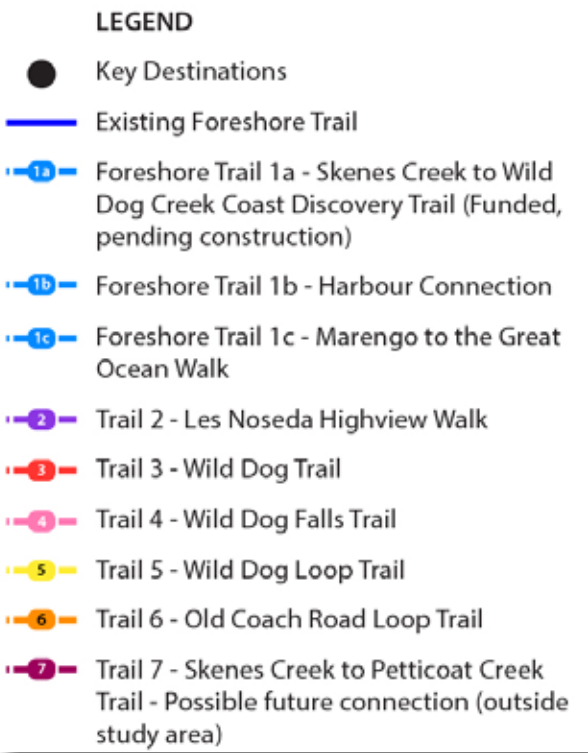 LEGEND
Key Destinations
Existing Foreshore Trail
1a Foreshore Trail 1a - Skenes Creek to Wild
Dog Creek Coast Discovery Trail (Funded,
pending construction)
1b Foreshore Trail 1b - Harbour Connection
1c Foreshore Trail 1c - Marengo to the Great
Ocean Walk
2 Trail 2 - Les Noseda Highview Walk
3 Trail 3 - Wild Dog Trail
4 Trail 4 - Wild Dog Falls Trail
5 Trail 5 - Wild Dog Loop Trail
6 Trail 6 - Old Coach Road Loop Trail
7 Trail 7 - Skenes Creek to Petticoat Creek
Trail - Possible future connection (outside
study area)